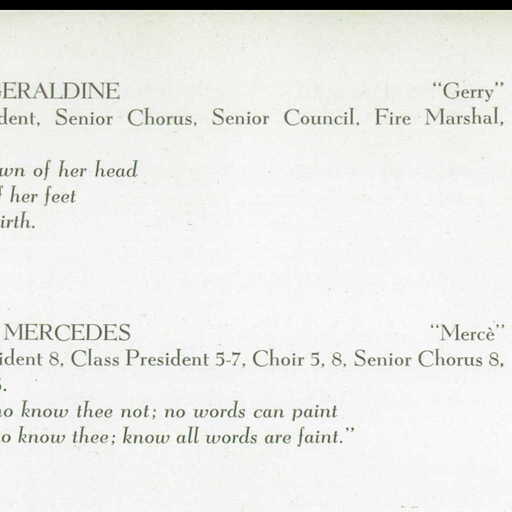 GERALDINE "Gerry"
dent, Senior Chorus, Senior Council, Fire Marshal,
wn of her head
f her feet
irth.
MERCEDES "Mercè"
ident 8, Class President 5-7, Choir 5, 8, Senior Chorus 8,
o know thee not; no words can paint
o know thee; know all words are faint."